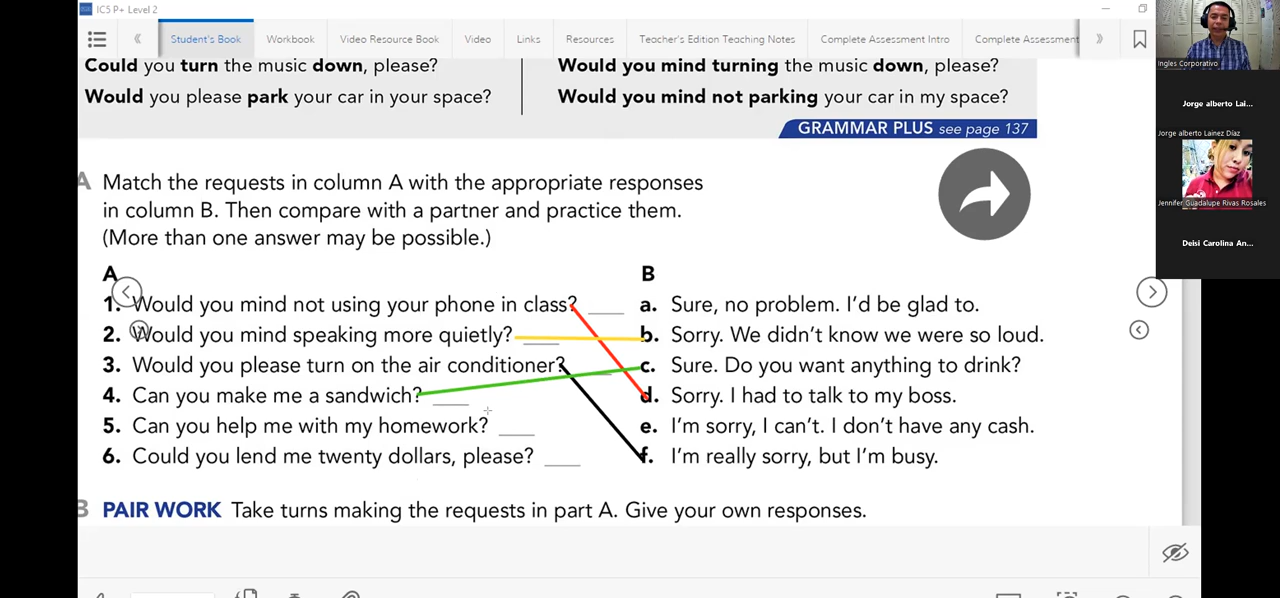 IC5 P+ Level 2
Student's Book Workbook Video Resource Book Video Links Resources Teacher's Edition Teaching Notes Complete Assessment Intro Complete Assessment
Could you turn the music down, please? Would you mind turning the music down, please?
Would you please park your car in your space? Would you mind not parking your car in my space?
GRAMMAR PLUS see page 137
A Match the requests in column A with the appropriate responses
in column B. Then compare with a partner and practice them.
(More than one answer may be possible.)
A B
1. Would you mind not using your phone in class? ____ a. Sure, no problem. I'd be glad to.
2. Would you mind speaking more quietly? ____ b. Sorry. We didn't know we were so loud.
3. Would you please turn on the air conditioner? ____ c. Sure. Do you want anything to drink?
4. Can you make me a sandwich? ____ d. Sorry. I had to talk to my boss.
5. Can you help me with my homework? ____ e. I'm sorry, I can't. I don't have any cash.
6. Could you lend me twenty dollars, please? ____ f. I'm really sorry, but I'm busy.
B PAIR WORK Take turns making the requests in part A. Give your own responses.
Ingles Corporativo
Jorge alberto Lai...
Jorge alberto Lainez Díaz
Jennifer Guadalupe Rivas Rosales
Deisi Carolina An...